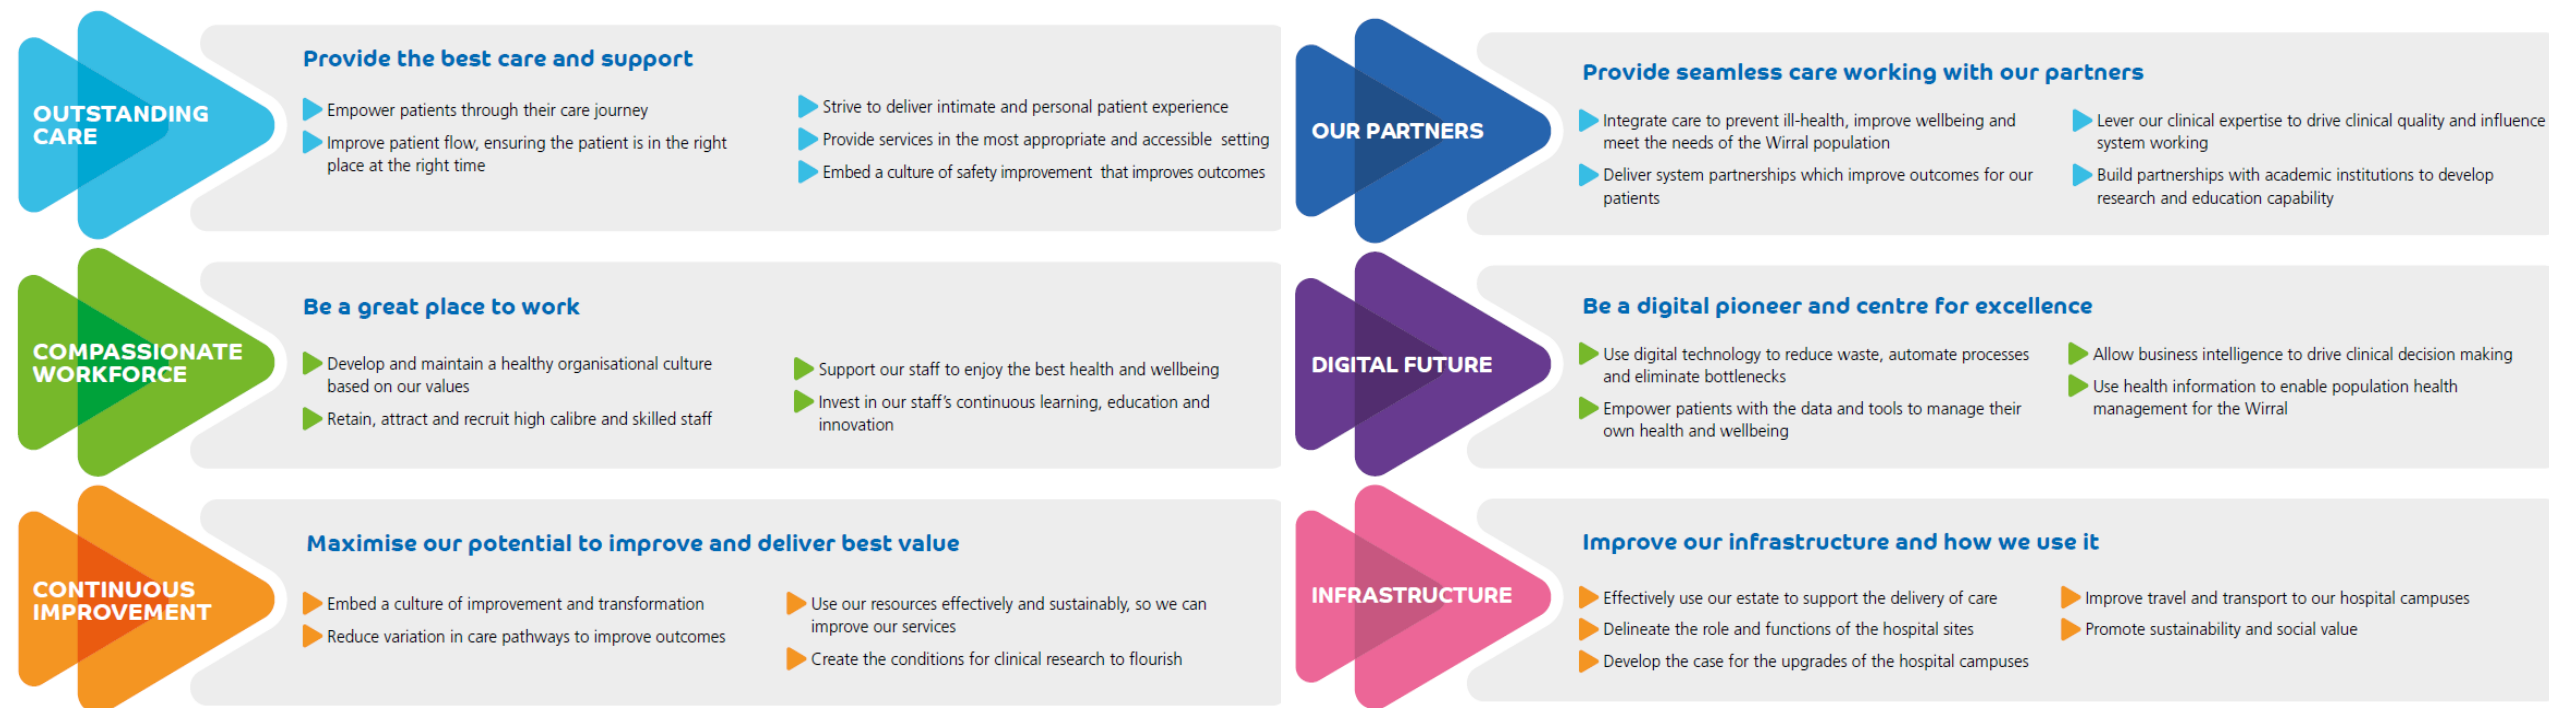 OUTSTANDING
CARE
Provide the best care and support
Empower patients through their care journey
Improve patient flow, ensuring the patient is in the right
place at the right time
Strive to deliver intimate and personal patient experience
Provide services in the most appropriate and accessible setting
Embed a culture of safety improvement that improves outcomes
COMPASSIONATE
WORKFORCE
Be a great place to work
Develop and maintain a healthy organisational culture
based on our values
Retain, attract and recruit high calibre and skilled staff
Support our staff to enjoy the best health and wellbeing
Invest in our staff’s continuous learning, education and
innovation
CONTINUOUS
IMPROVEMENT
Maximise our potential to improve and deliver best value
Embed a culture of improvement and transformation
Reduce variation in care pathways to improve outcomes
Use our resources effectively and sustainably, so we can
improve our services
Create the conditions for clinical research to flourish
OUR PARTNERS
Provide seamless care working with our partners
Integrate care to prevent ill-health, improve wellbeing and
meet the needs of the Wirral population
Deliver system partnerships which improve outcomes for our
patients
Lever our clinical expertise to drive clinical quality and influence
system working
Build partnerships with academic institutions to develop
research and education capability
DIGITAL FUTURE
Be a digital pioneer and centre for excellence
Use digital technology to reduce waste, automate processes
and eliminate bottlenecks
Empower patients with the data and tools to manage their
own health and wellbeing
Allow business intelligence to drive clinical decision making
Use health information to enable population health
management for the Wirral
INFRASTRUCTURE
Improve our infrastructure and how we use it
Effectively use our estate to support the delivery of care
Delineate the role and functions of the hospital sites
Develop the case for the upgrades of the hospital campuses
Improve travel and transport to our hospital campuses
Promote sustainability and social value